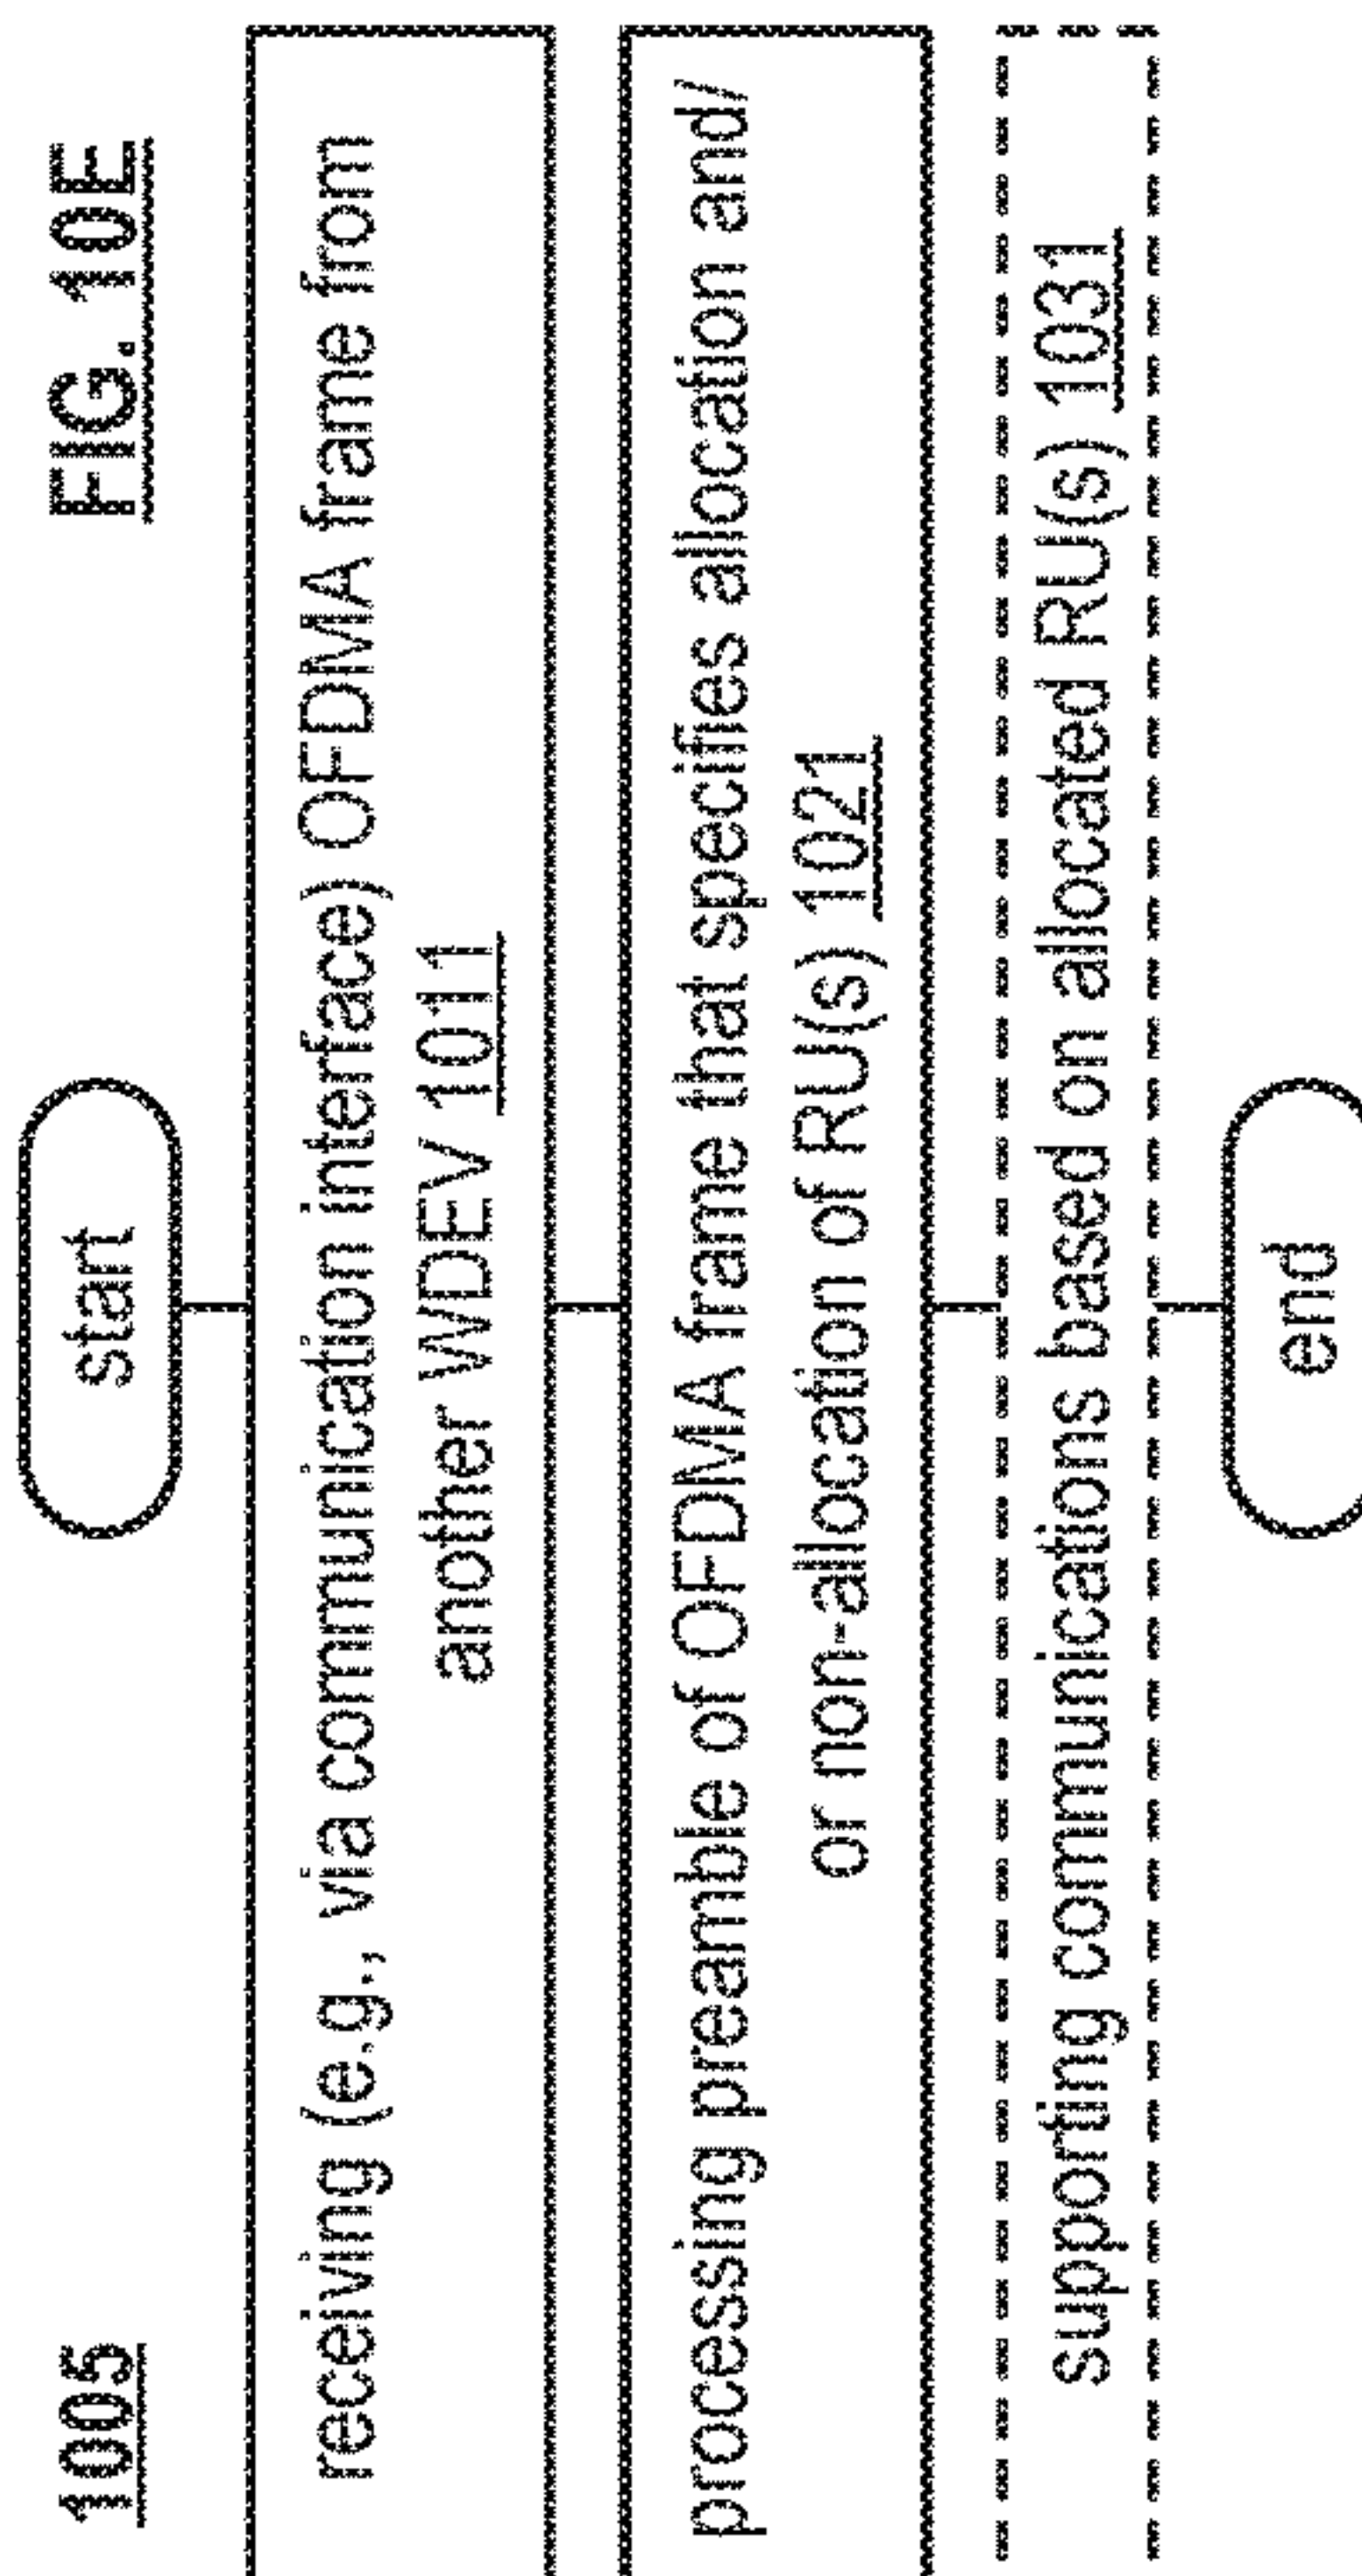 1005
FIG. 10E
start
receiving (e.g., via communication interface) OFDMA frame from
another WDEV 1011
processing preamble of OFDMA frame that specifies allocation and/
or non-allocation of RU(s) 1021
supporting communications based on allocated RU(s) 1031
end